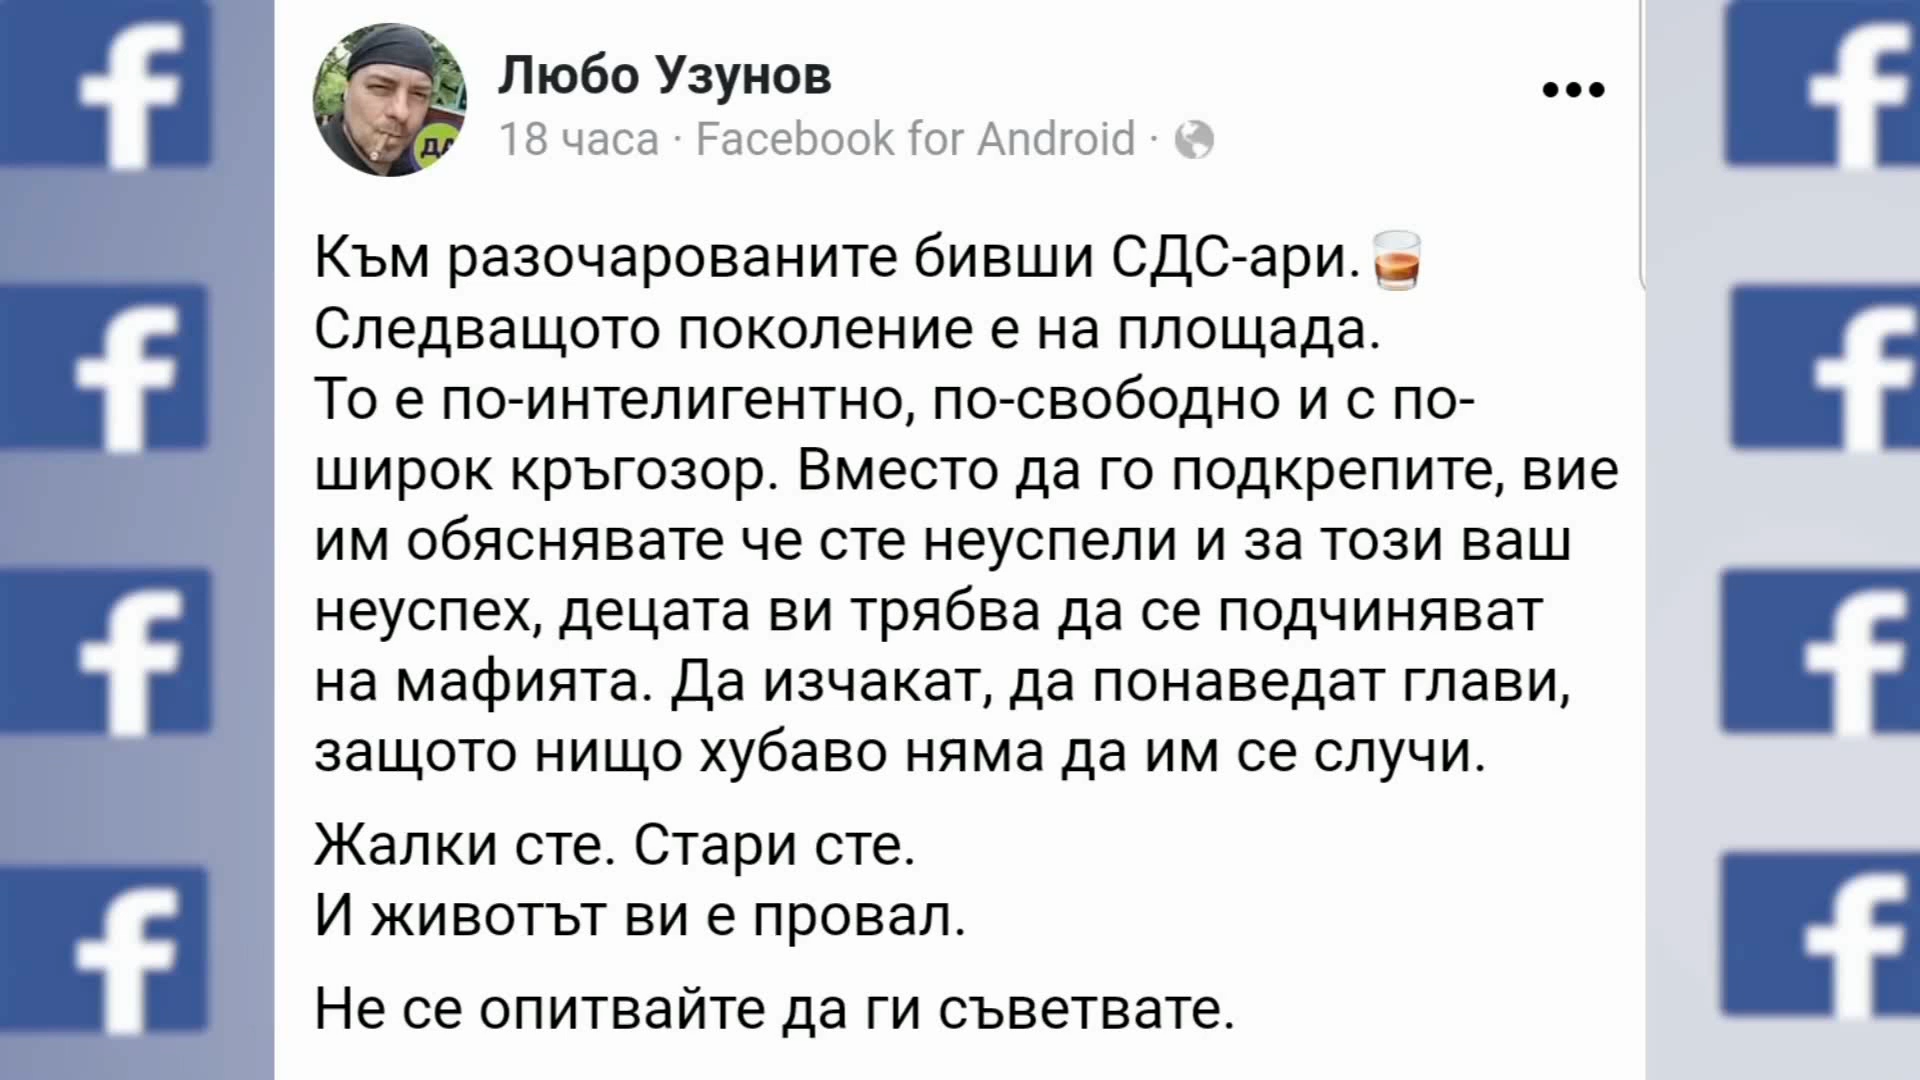 Любо Узунов
18 часа · Facebook for Android ·
Към разочарованите бивши СДС-ари.🥃
Следващото поколение е на площада.
То е по-интелигентно, по-свободно и с по-
широк кръгозор. Вместо да го подкрепите, вие
им обяснявате че сте неуспели и за този ваш
неуспех, децата ви трябва да се подчиняват
на мафията. Да изчакат, да понаведат глави,
защото нищо хубаво няма да им се случи.
Жалки сте. Стари сте.
И животът ви е провал.
Не се опитвайте да ги съветвате.
ДА